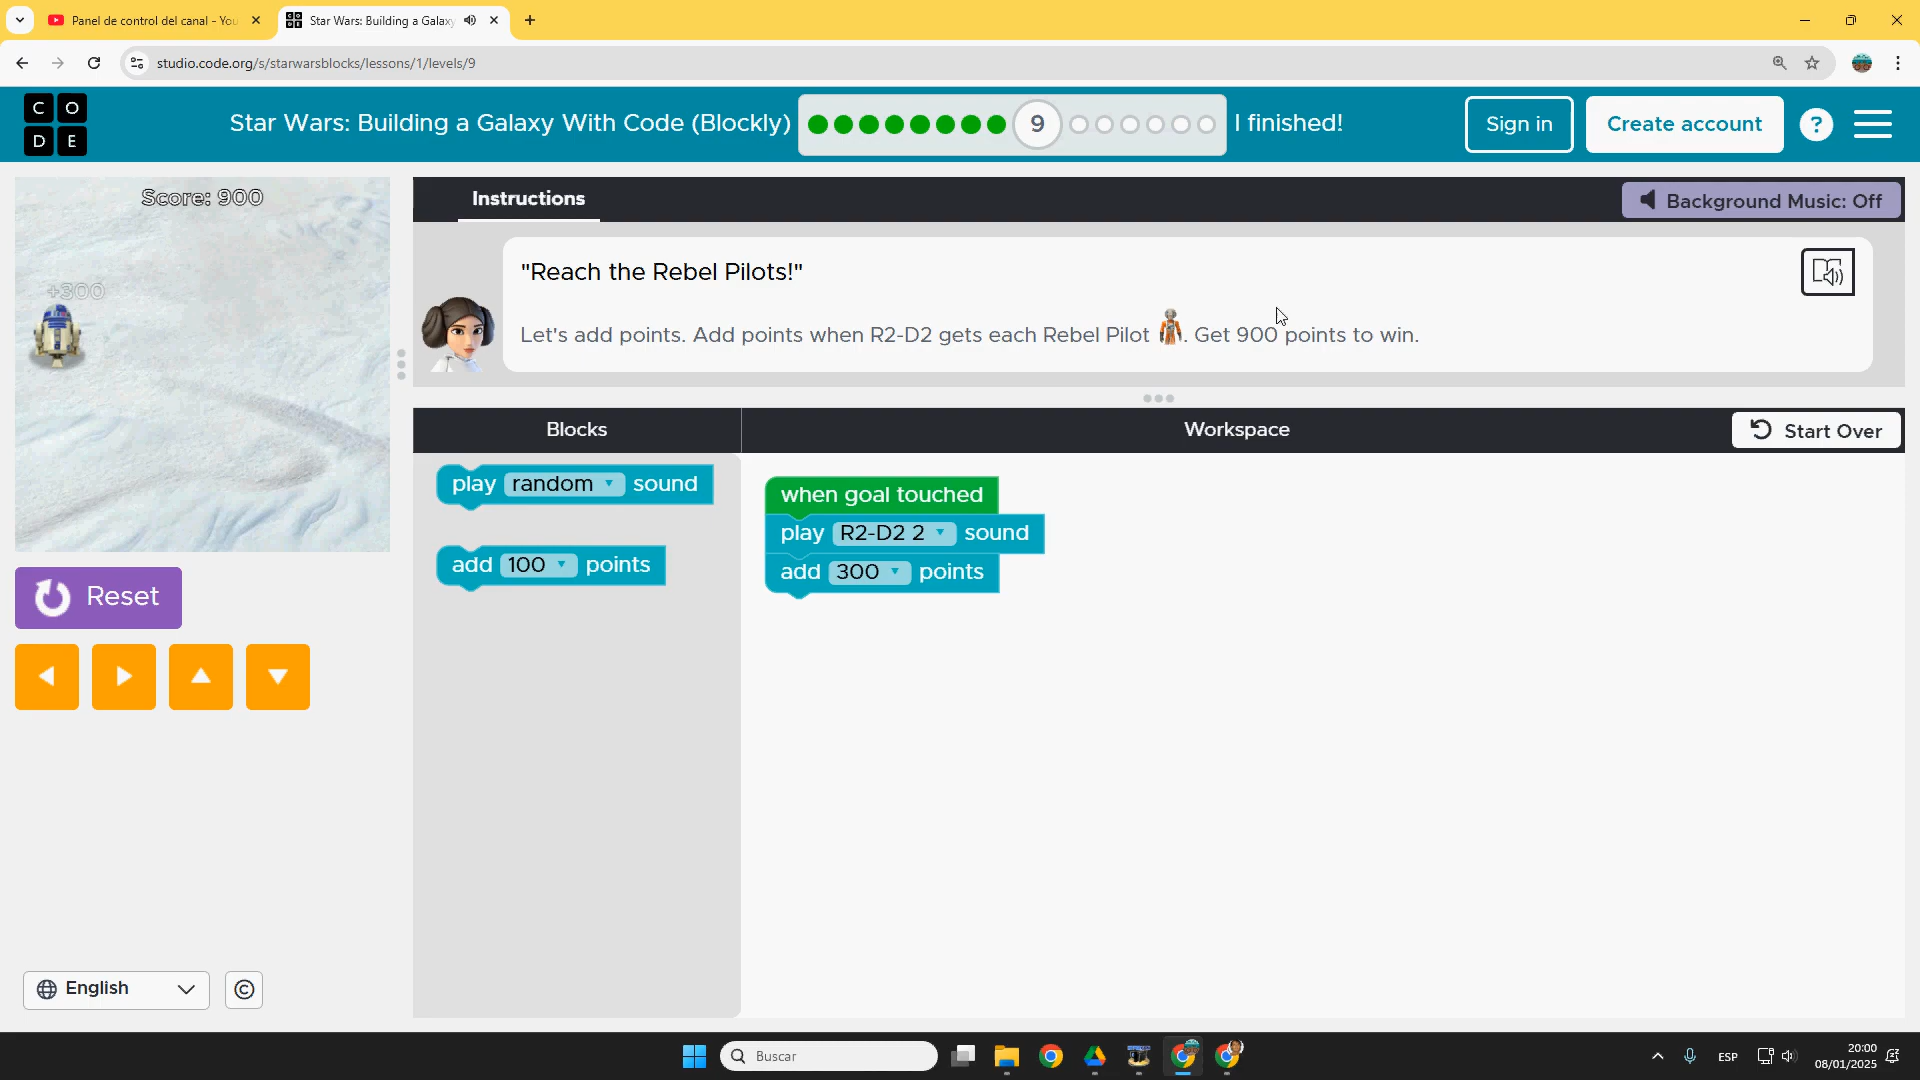 Panel de control del canal - You
Star Wars: Building a Galaxy
studio.code.org/s/starwarsblocks/lessons/1/levels/9
C O
D E
Star Wars: Building a Galaxy With Code (Blockly)
9
I finished!
Sign in
Create account
?
Score: 900
+300
Instructions
Background Music: Off
"Reach the Rebel Pilots!"
Let's add points. Add points when R2-D2 gets each Rebel Pilot . Get 900 points to win.
Blocks
Workspace
Start Over
play random sound
add 100 points
when goal touched
play R2-D2 2 sound
add 300 points
Reset
English
©
Buscar
ESP
20:00
08/01/2025